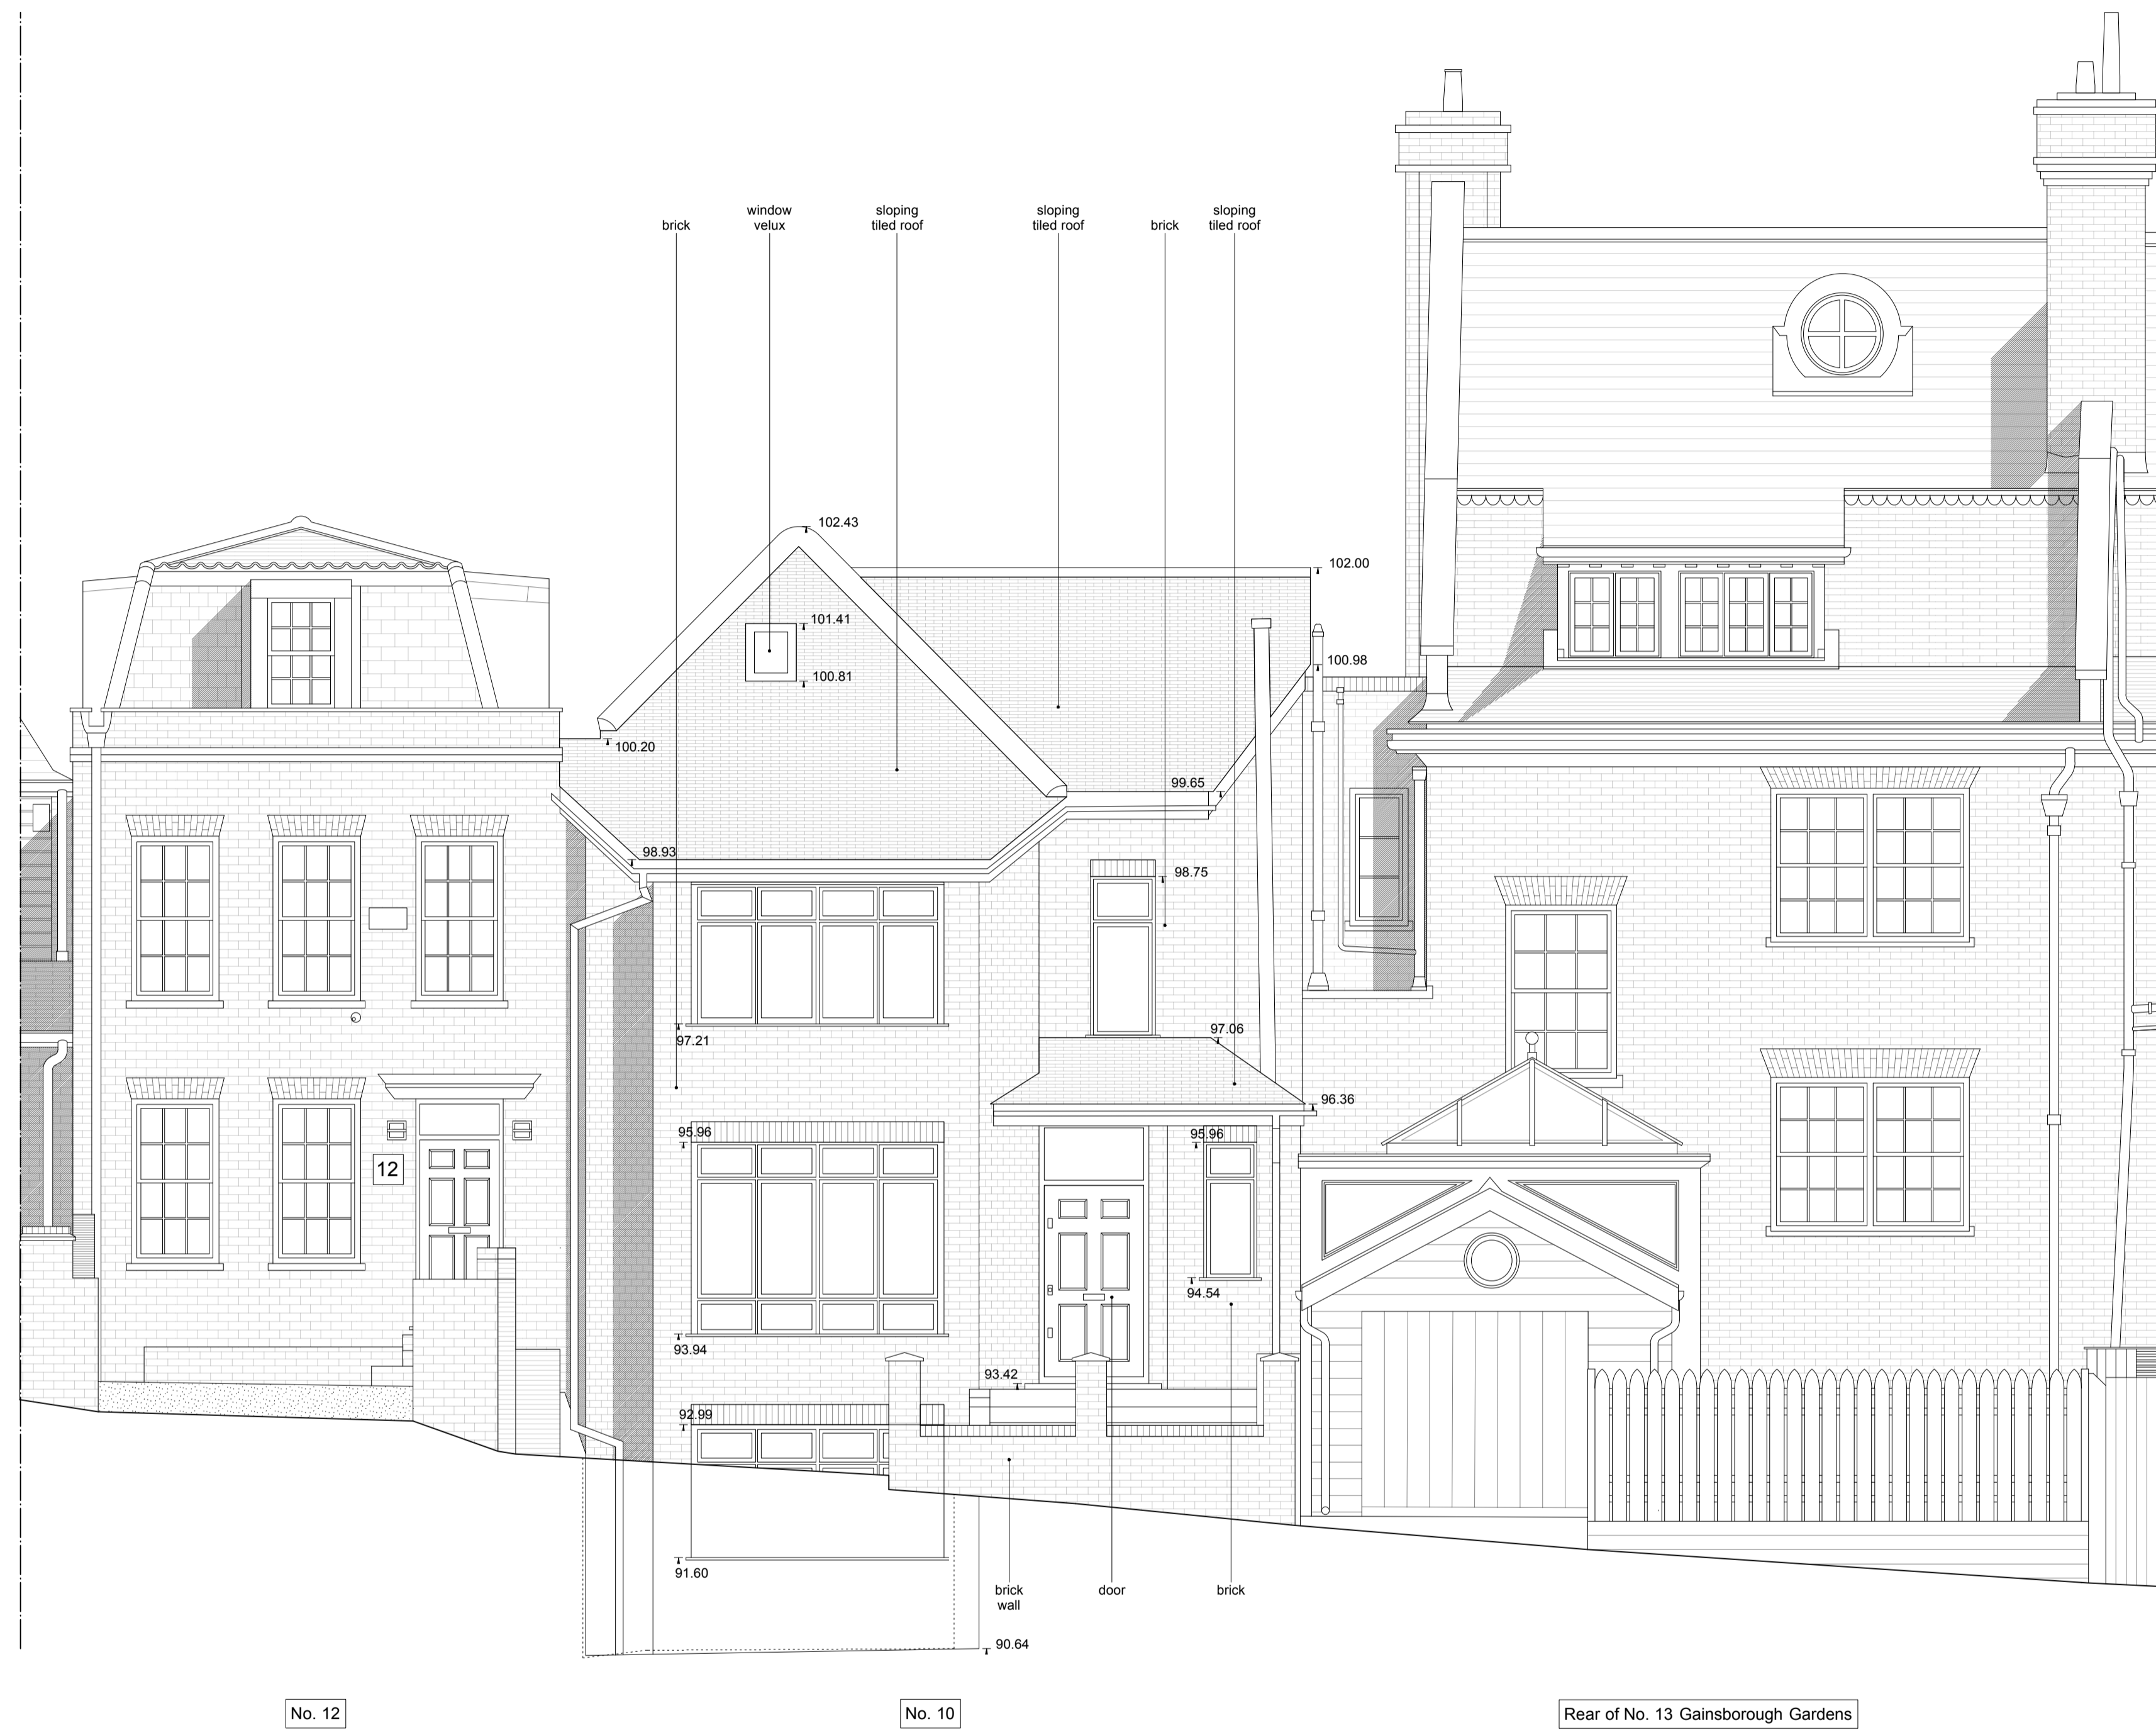 brick
window
velux
sloping
tiled roof
sloping
tiled roof
brick
sloping
tiled roof
102.43
102.00
101.41
100.98
100.81
100.20
99.65
98.93
98.75
97.21
97.06
96.36
95.96
95.96
12
94.54
93.94
93.42
92.99
91.60
brick
wall
door
brick
90.64
No. 12
No. 10
Rear of No. 13 Gainsborough Gardens